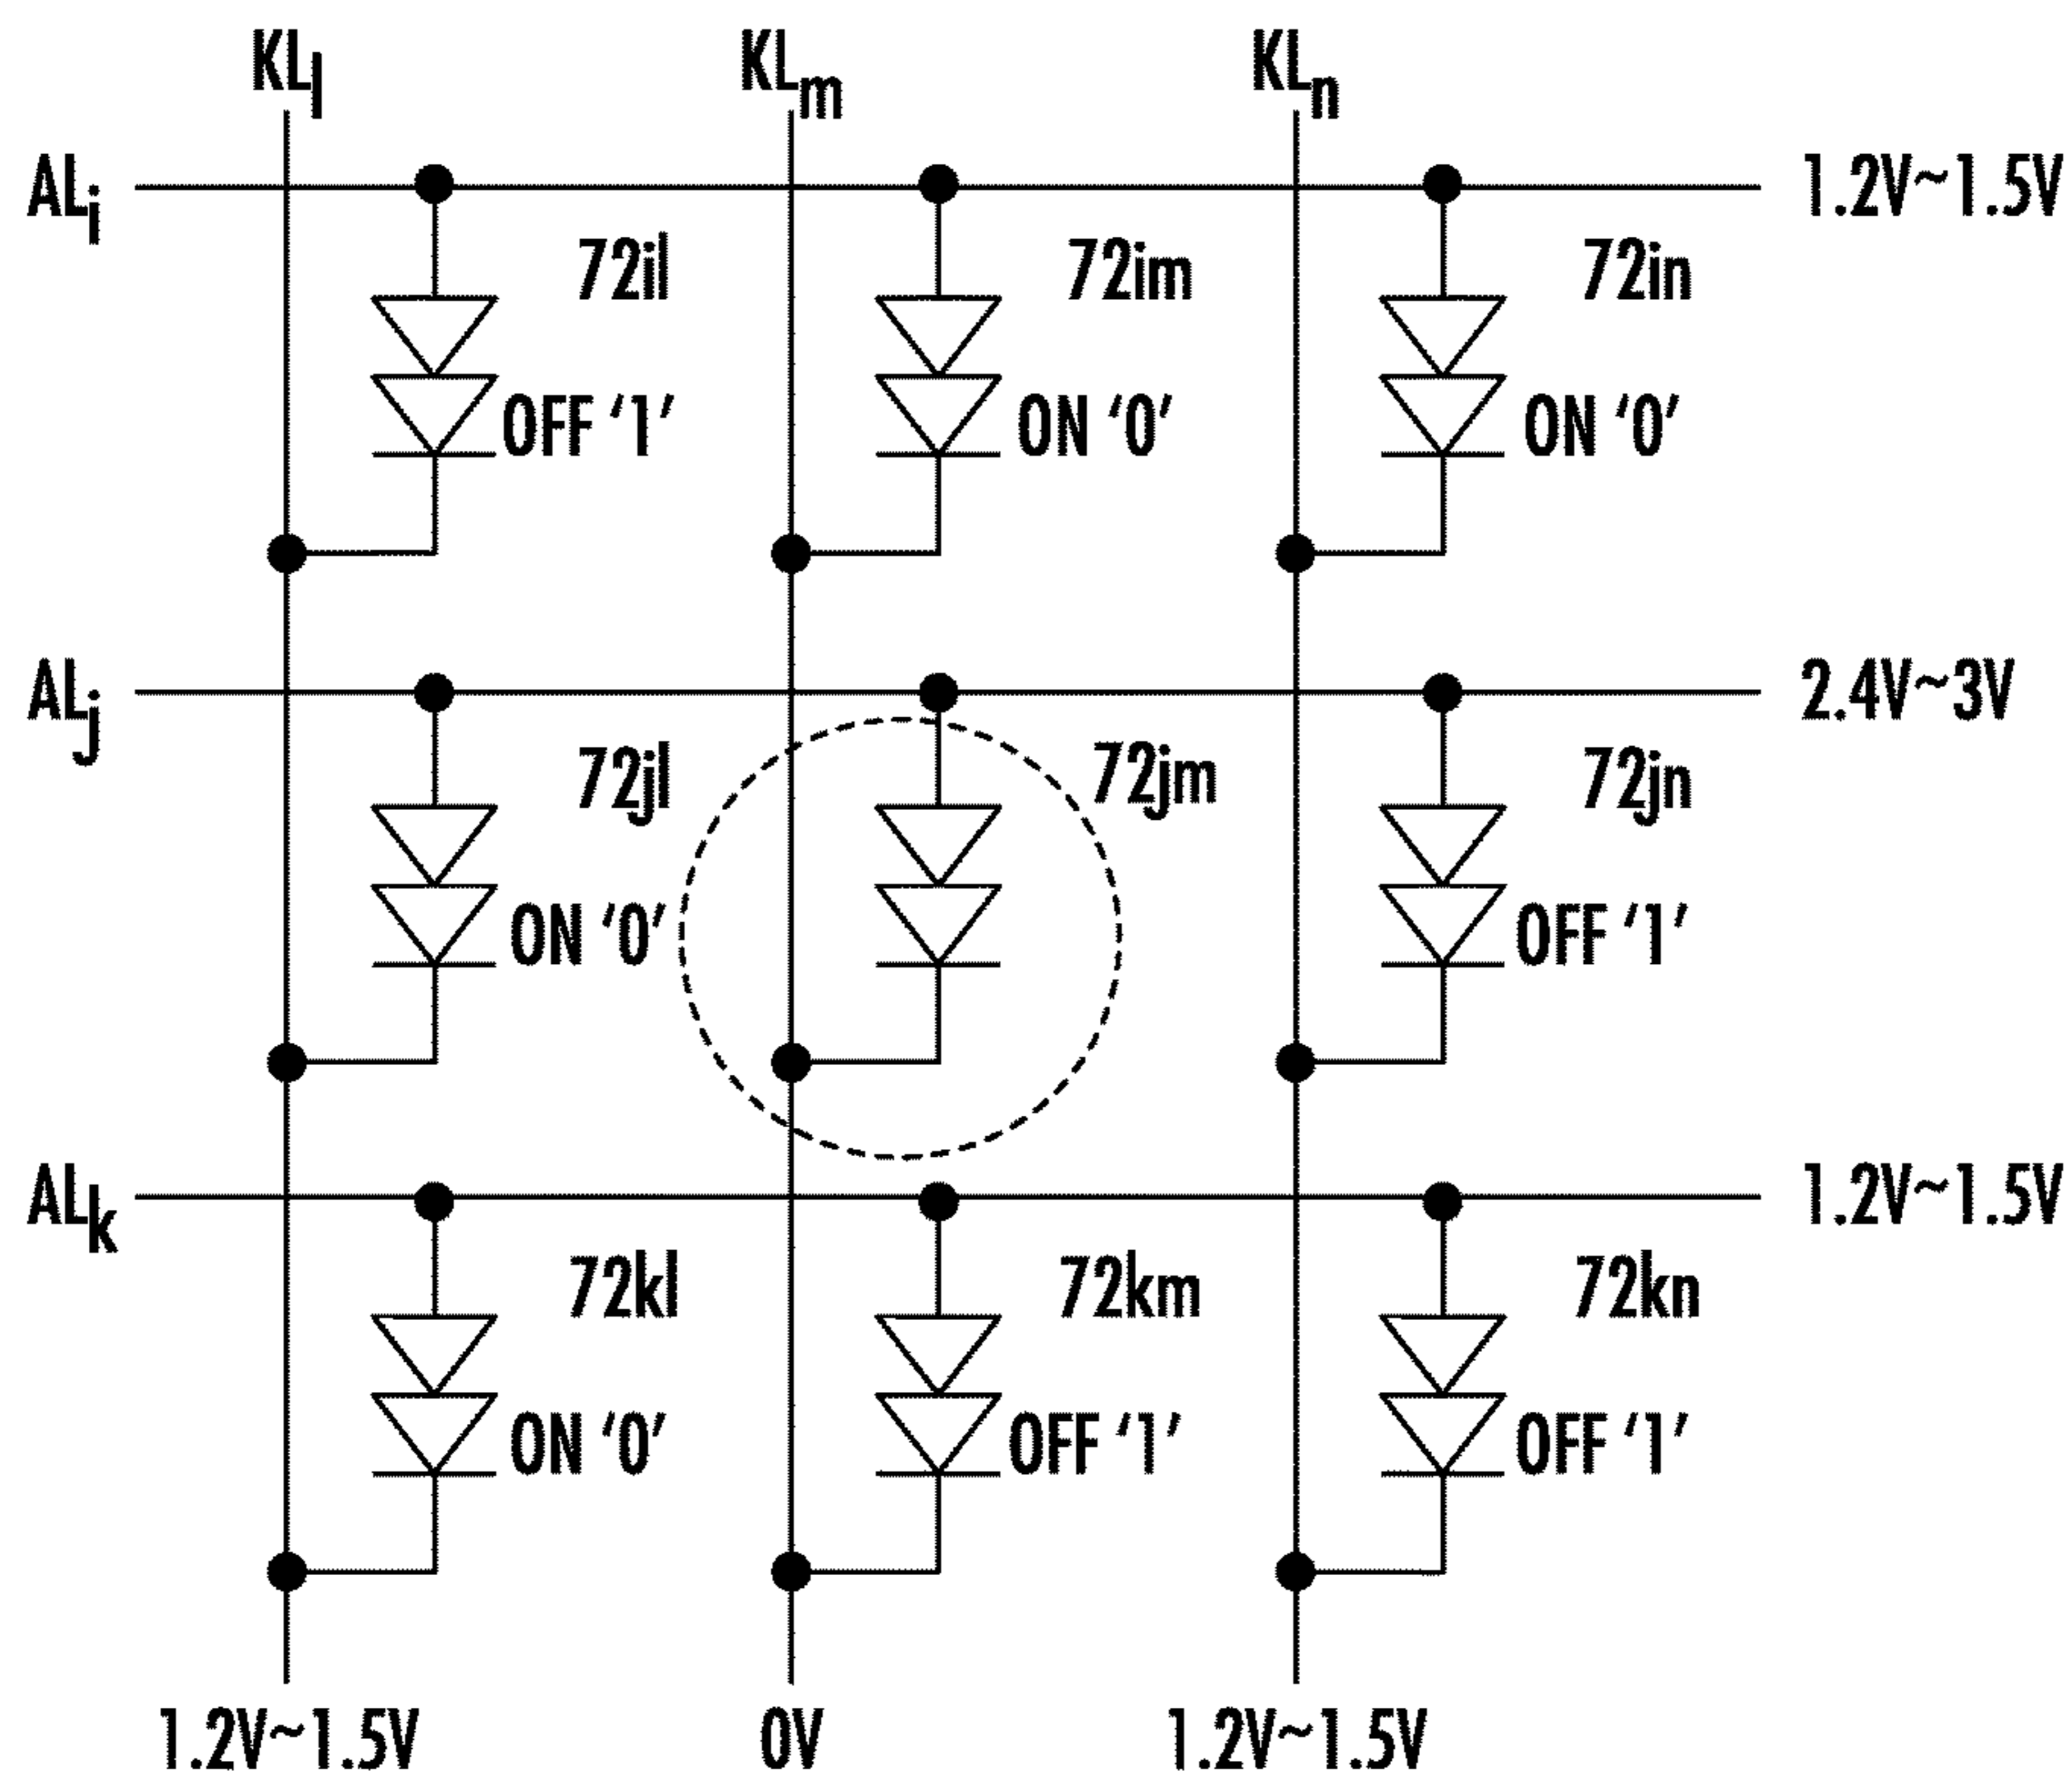 KLl KLm KLn
ALi 1.2V~1.5V
72il 72im 72in
OFF '1' ON '0' ON '0'
ALj 2.4V~3V
72jl 72jm 72jn
ON '0' OFF '1'
ALk 1.2V~1.5V
72kl 72km 72kn
ON '0' OFF '1' OFF '1'
1.2V~1.5V 0V 1.2V~1.5V